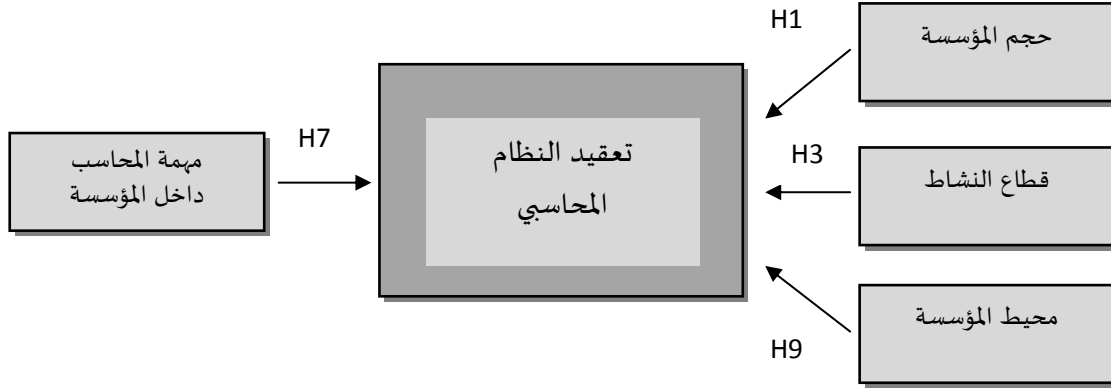 H1
حجم المؤسسة
H7
مهمة المحاسب
داخل المؤسسة
تعقيد النظام
المحاسبي
H3
قطاع النشاط
محيط المؤسسة
H9